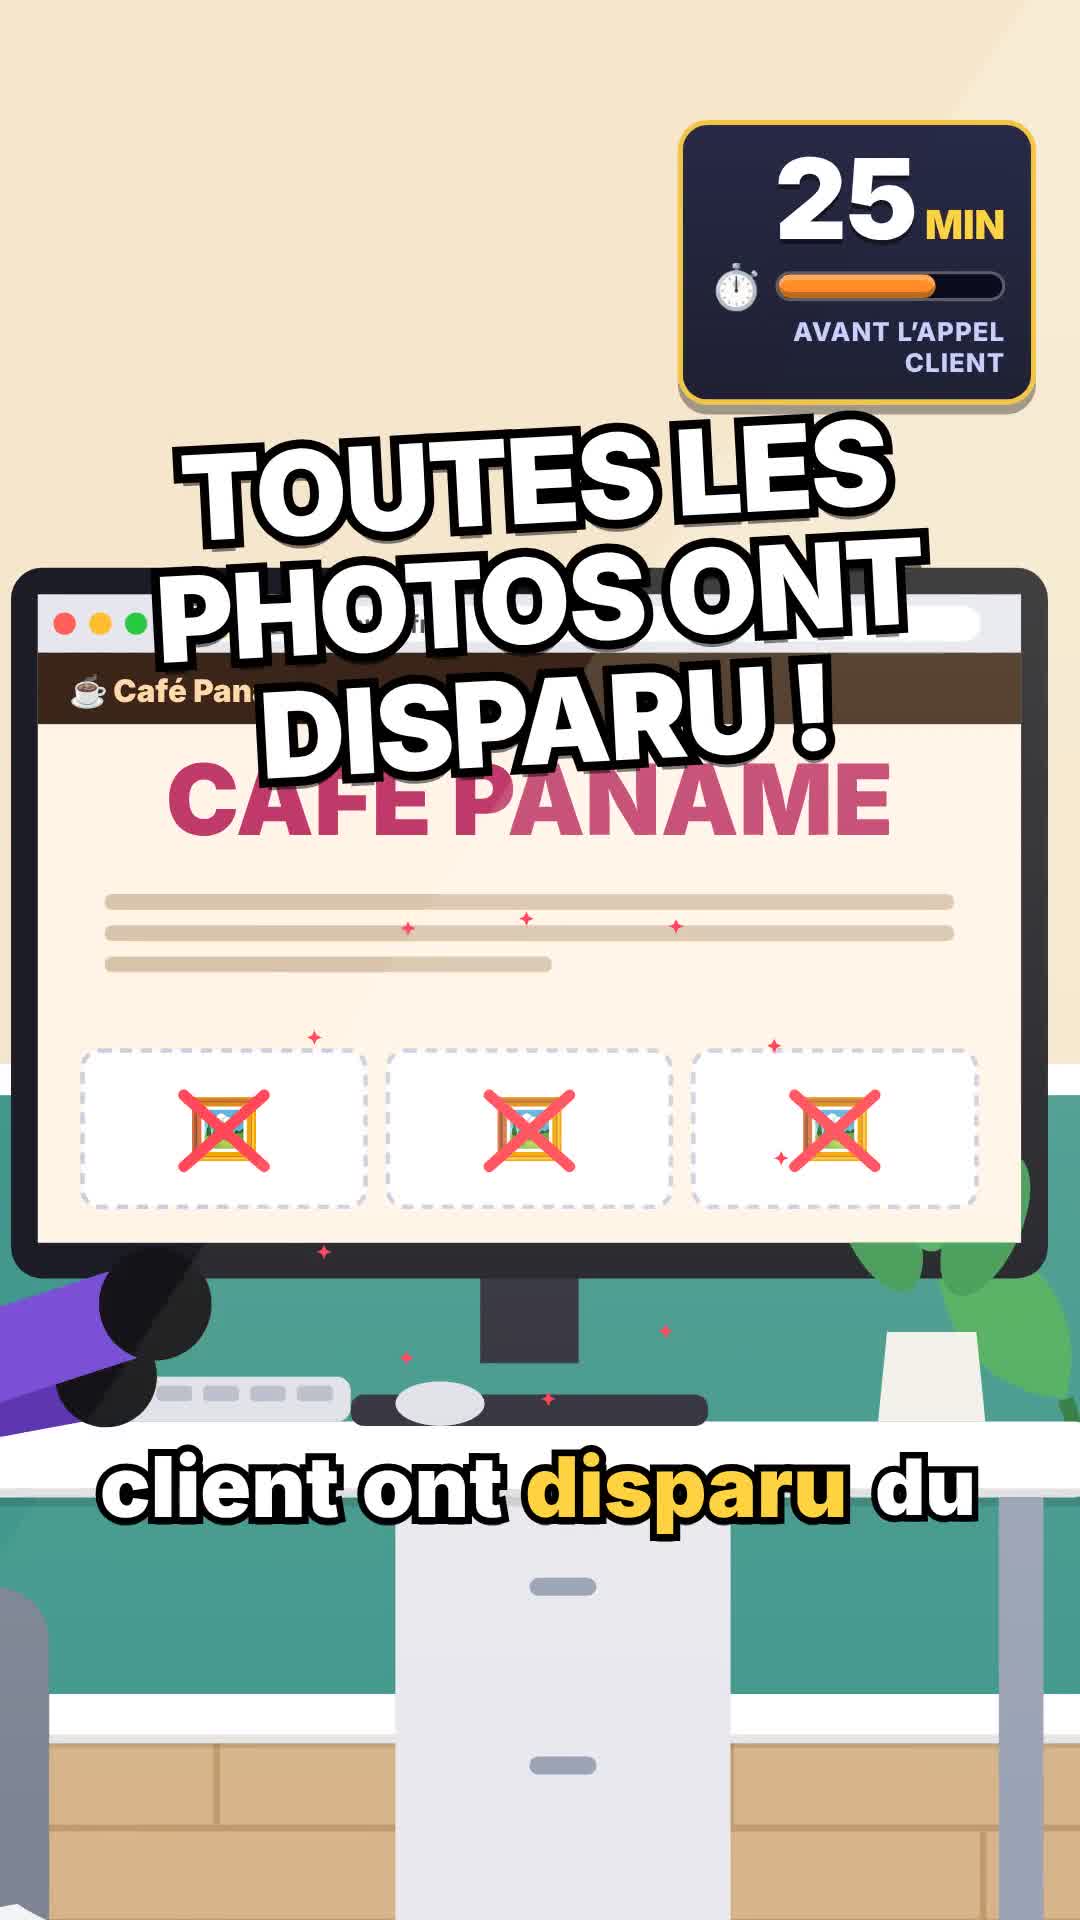 25 MIN
AVANT L'APPEL
CLIENT
TOUTES LES
PHOTOS ONT
DISPARU !
☕ Café Pan
CAFÉ PANAME
client ont disparu du